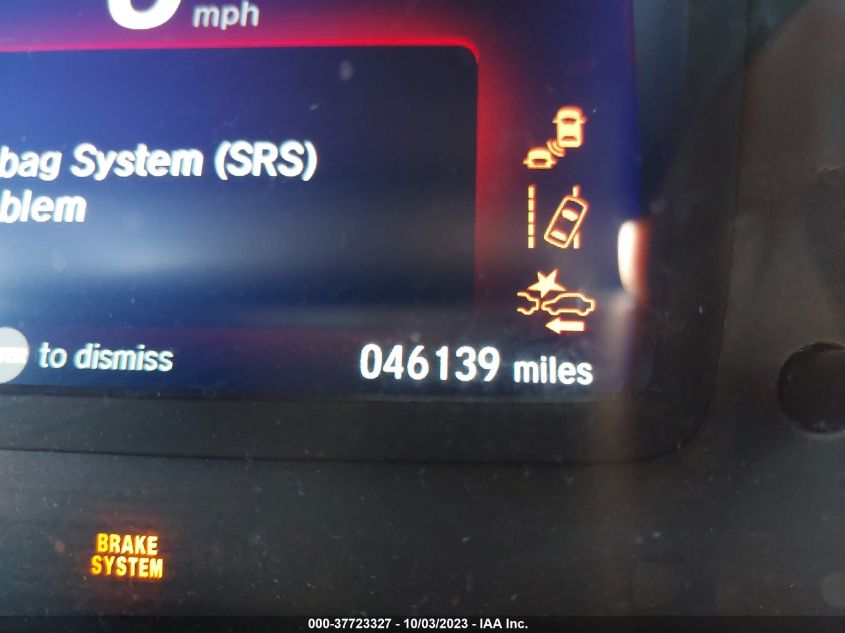 mph
bag System (SRS)
blem
to dismiss
046139 miles
BRAKE
SYSTEM
000-37723327 - 10/03/2023 - IAA Inc.